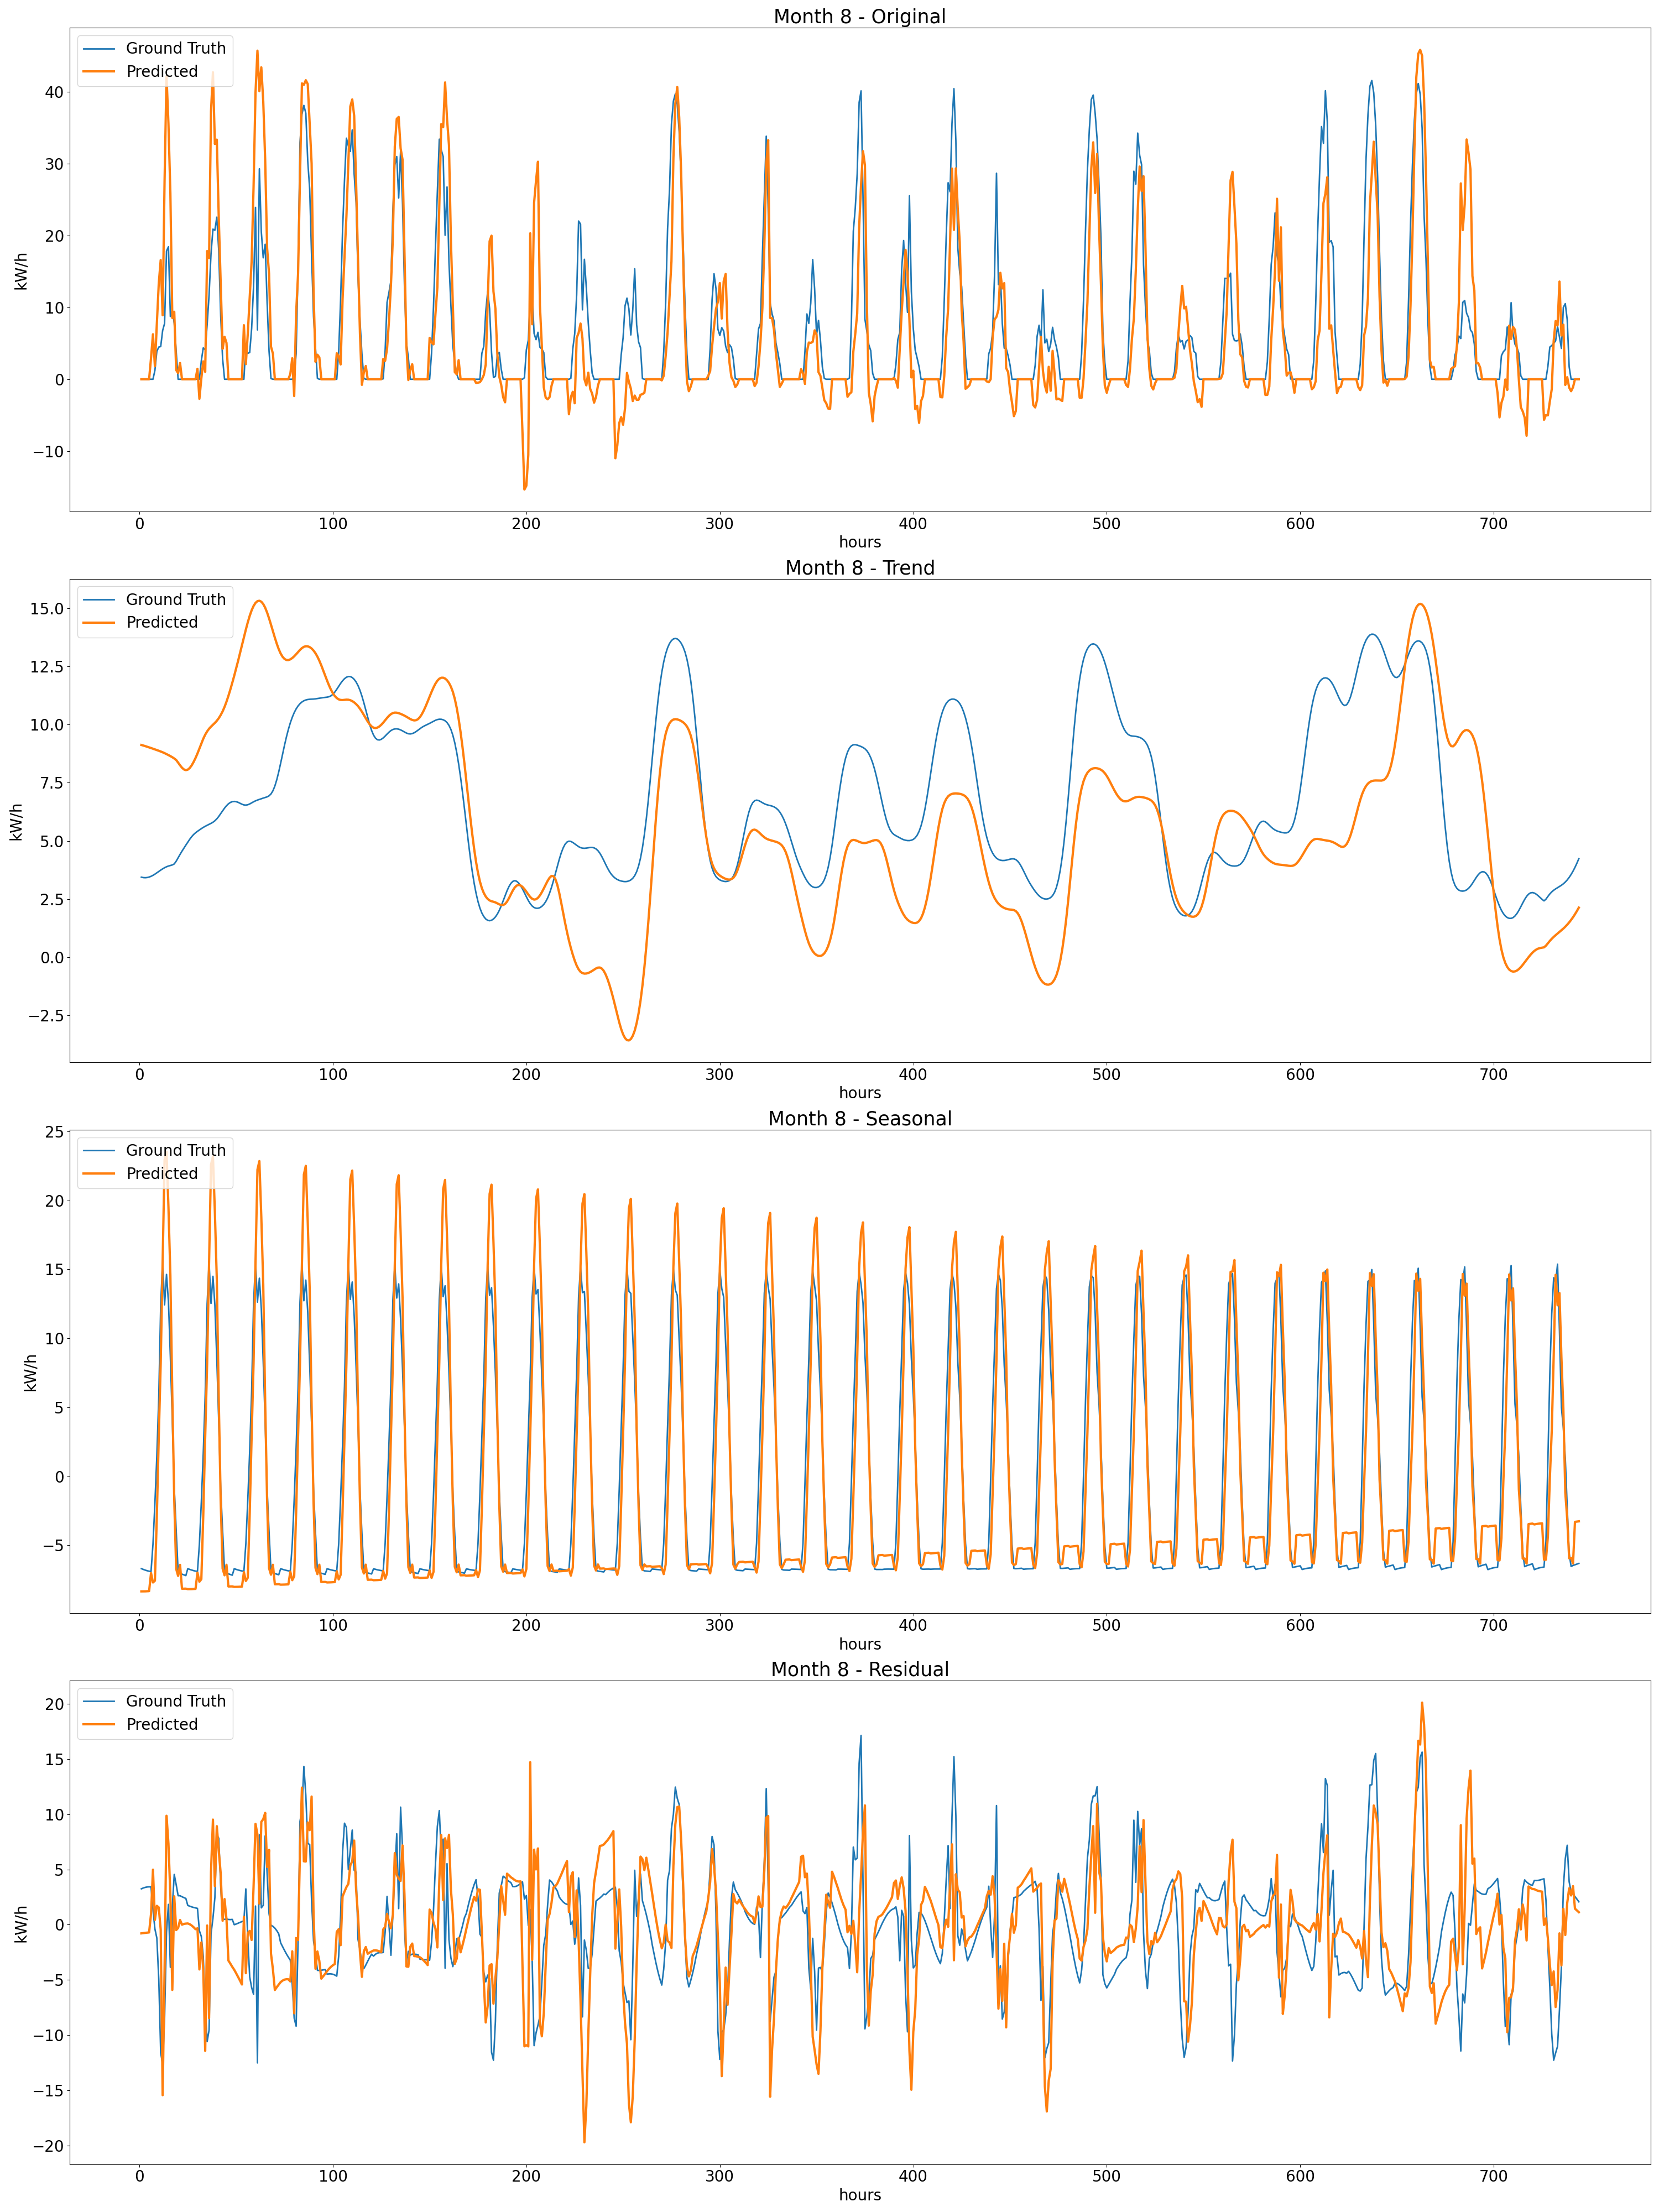 Month 8 - Original
Ground Truth
Predicted
40
30
20
10
0
−10
kW/h
0 100 200 300 400 500 600 700
hours
Month 8 - Trend
Ground Truth
Predicted
15.0
12.5
10.0
7.5
5.0
2.5
0.0
−2.5
kW/h
0 100 200 300 400 500 600 700
hours
Month 8 - Seasonal
Ground Truth
Predicted
25
20
15
10
5
0
−5
kW/h
0 100 200 300 400 500 600 700
hours
Month 8 - Residual
Ground Truth
Predicted
20
15
10
5
0
−5
−10
−15
−20
kW/h
0 100 200 300 400 500 600 700
hours